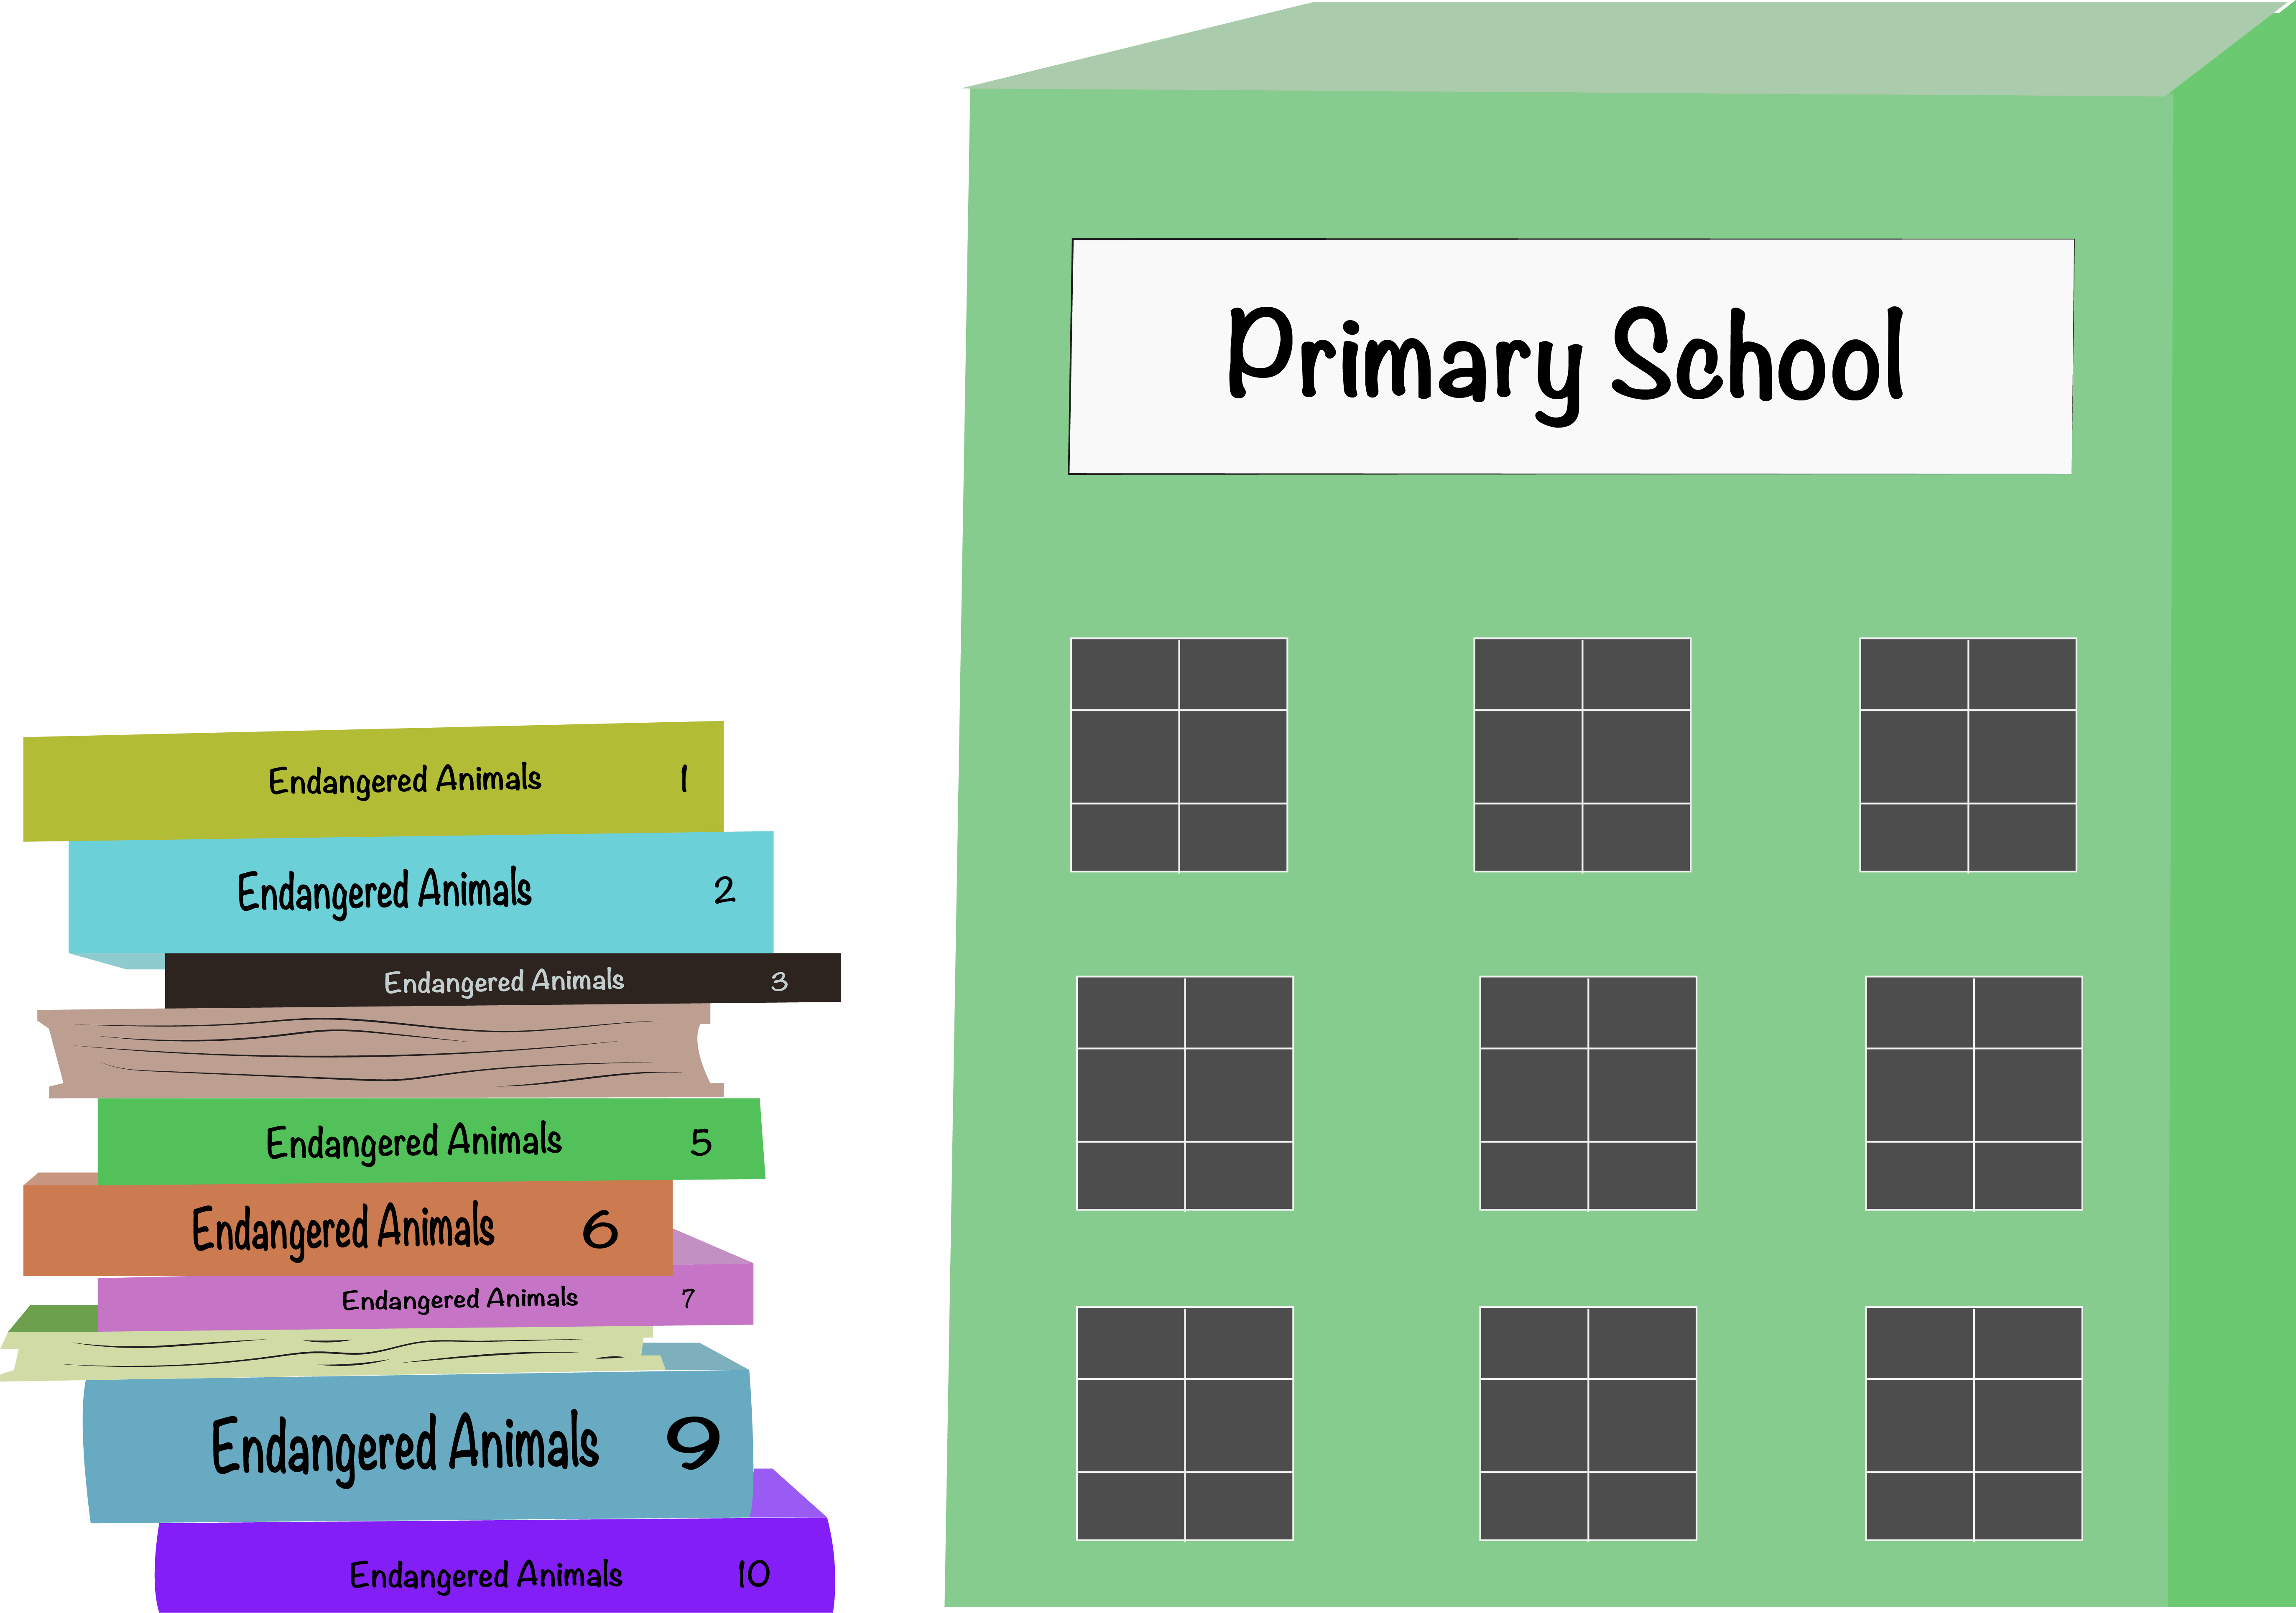 Primary School
Endangered Animals 1
Endangered Animals 2
Endangered Animals 3
Endangered Animals 5
Endangered Animals 6
Endangered Animals 7
Endangered Animals 9
Endangered Animals 10